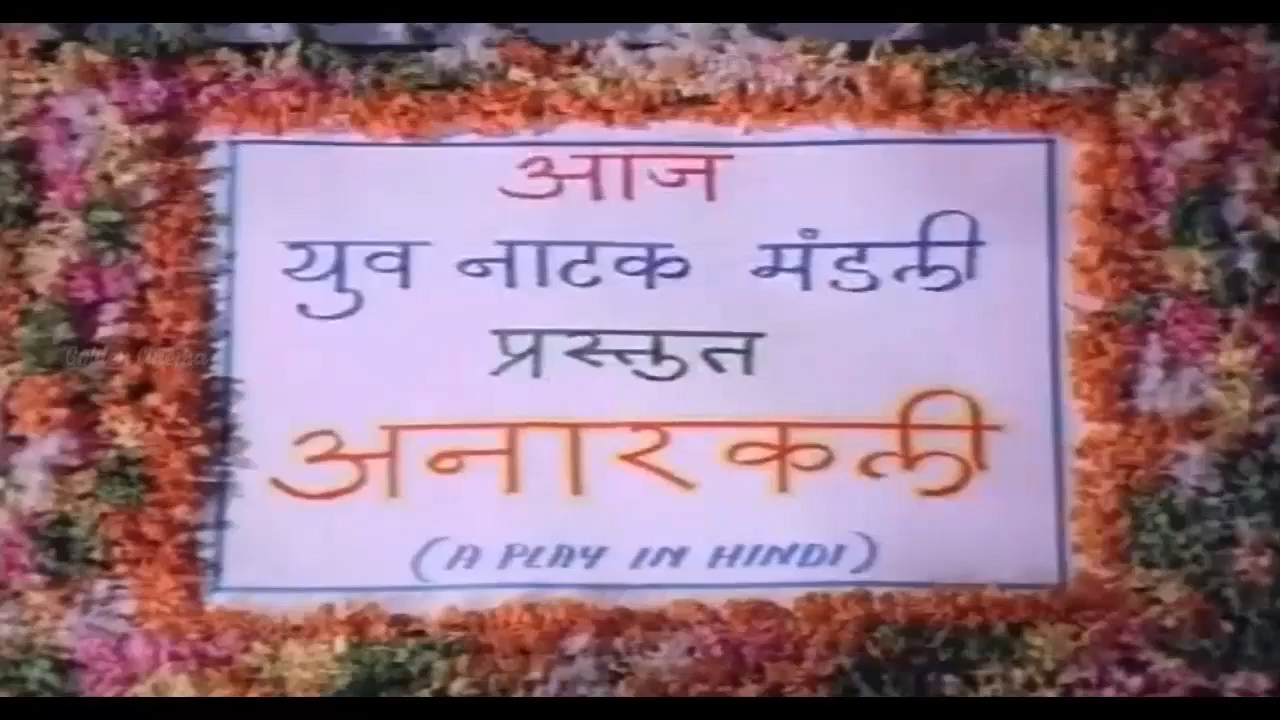 आज
युव नाटक मंडली
प्रस्तुत
अनारकली
(A PLAY IN HINDI)